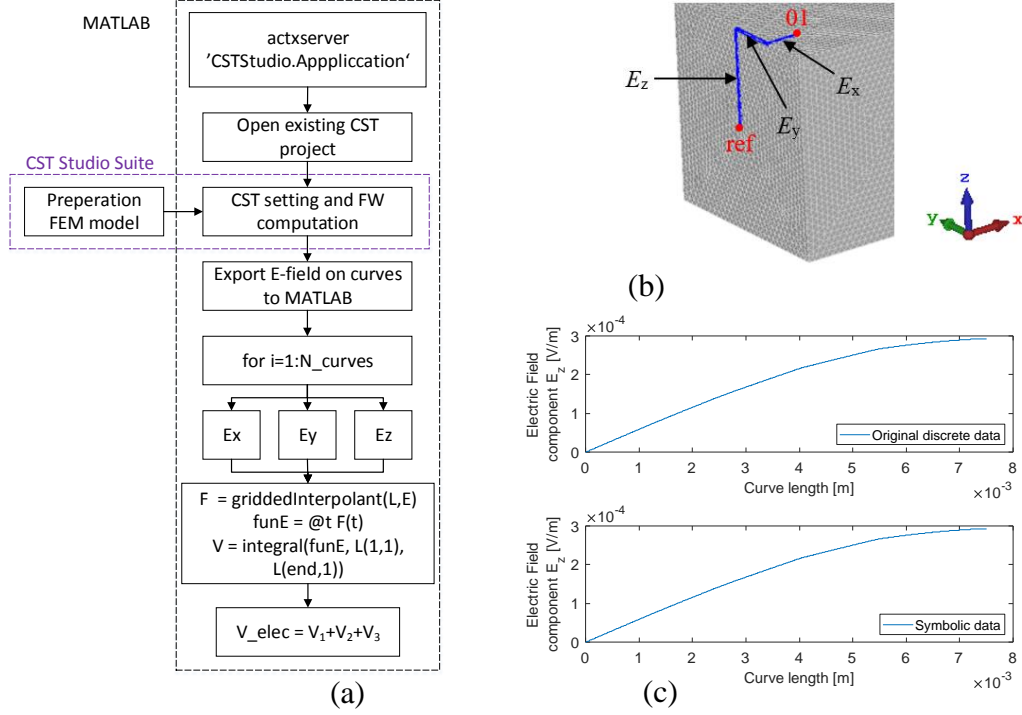 MATLAB
actxserver
'CSTStudio.Apppliccation‘
Open existing CST
project
CST Studio Suite
Preperation
FEM model
CST setting and FW
computation
Export E-field on curves
to MATLAB
for i=1:N_curves
Ex
Ey
Ez
F = griddedInterpolant(L,E)
funE = @t F(t)
V = integral(funE, L(1,1),
L(end,1))
V_elec = V1+V2+V3
(a)
01
Ez
Ex
Ey
ref
z
y
x
(b)
×10-4
3
2
1
0
Electric Field
component Ez [V/m]
Original discrete data
0 1 2 3 4 5 6 7 8
Curve length [m]
×10-3
×10-4
3
2
1
0
Electric Field
component Ez [V/m]
Symbolic data
0 1 2 3 4 5 6 7 8
Curve length [m]
×10-3
(c)